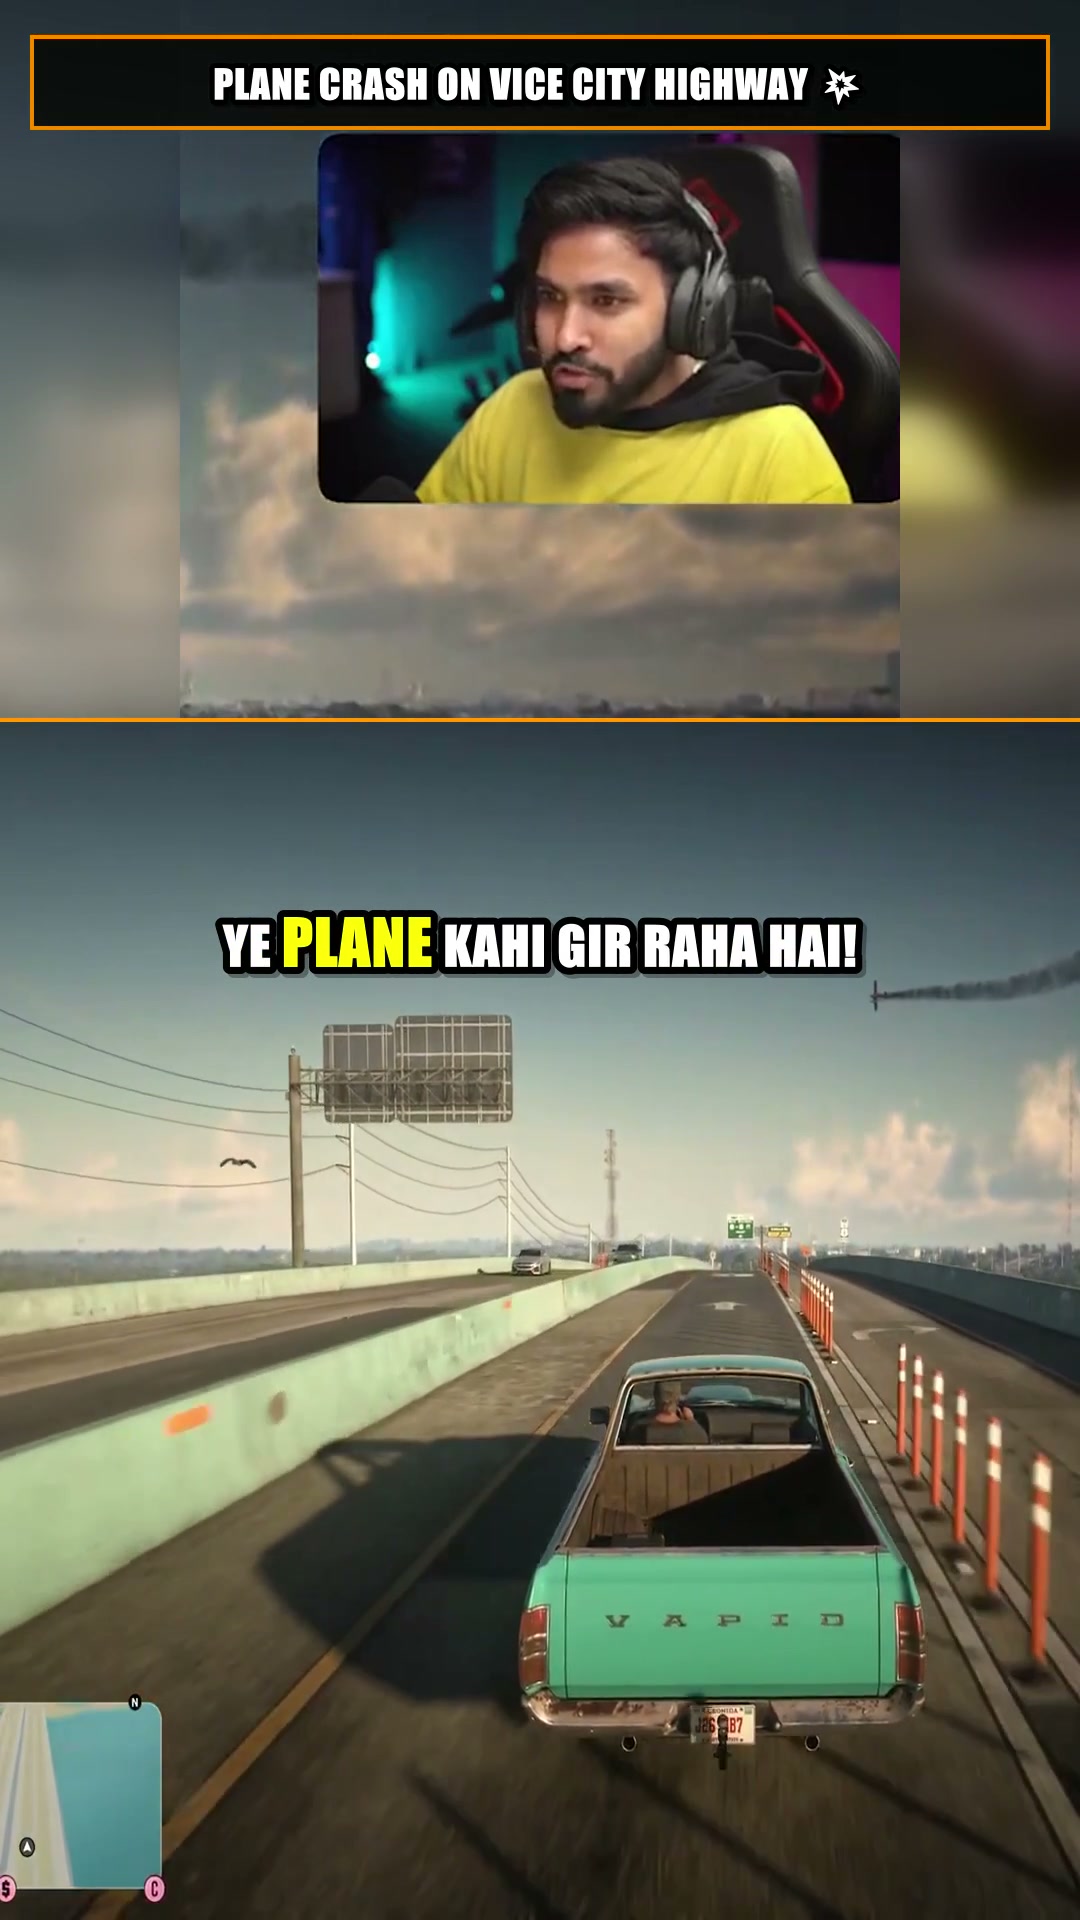 PLANE CRASH ON VICE CITY HIGHWAY
YE PLANE KAHI GIR RAHA HAI!
VAPID
N
$
C